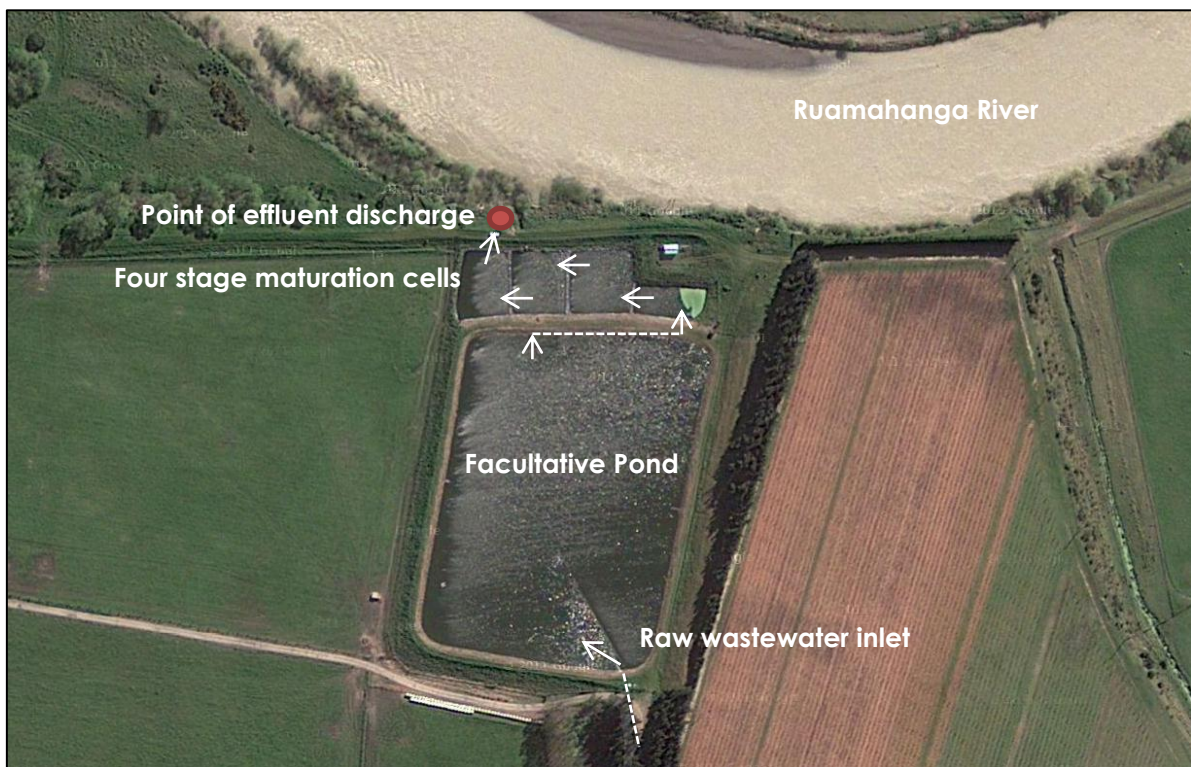 Ruamahanga River
Point of effluent discharge
Four stage maturation cells
Facultative Pond
Raw wastewater inlet